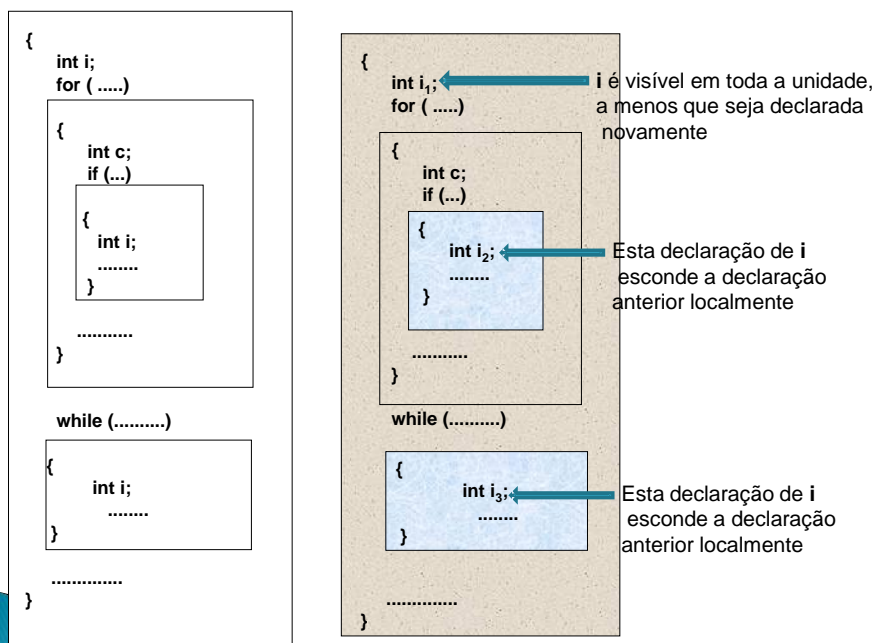 {
int i;
for ( .....)
{
int c;
if (...)
{
int i;
........
}
...........
}
while (..........)
{
int i;
........
}
..............
}
{
int i₁;
for ( .....)
{
int c;
if (...)
{
int i₂;
........
}
...........
}
while (..........)
{
int i₃;
........
}
..............
}
i é visível em toda a unidade,
a menos que seja declarada
novamente
Esta declaração de i
esconde a declaração
anterior localmente
Esta declaração de i
esconde a declaração
anterior localmente